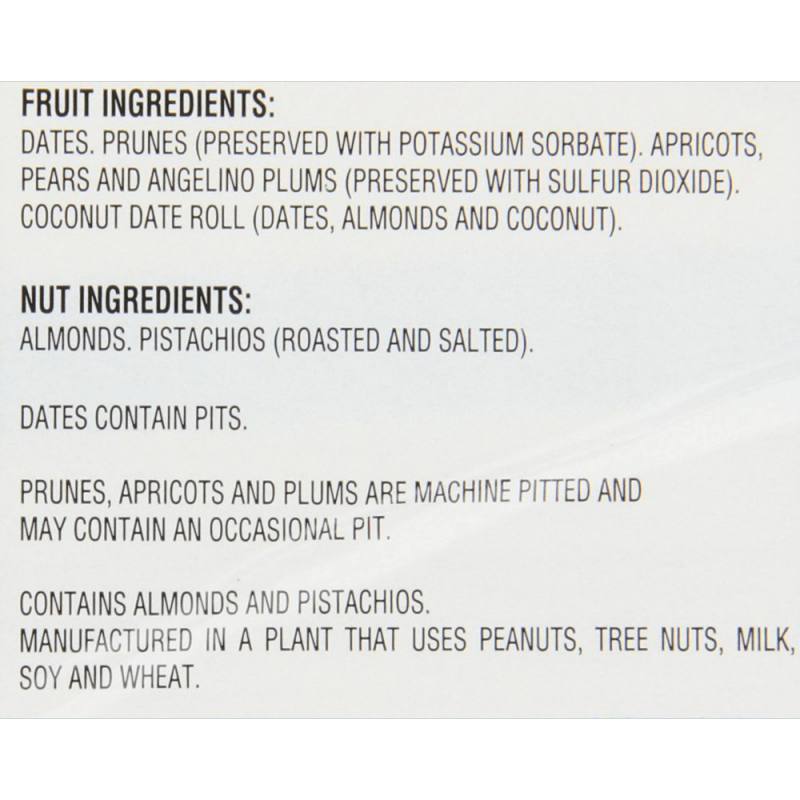 FRUIT INGREDIENTS:
DATES. PRUNES (PRESERVED WITH POTASSIUM SORBATE). APRICOTS,
PEARS AND ANGELINO PLUMS (PRESERVED WITH SULFUR DIOXIDE).
COCONUT DATE ROLL (DATES, ALMONDS AND COCONUT).
NUT INGREDIENTS:
ALMONDS. PISTACHIOS (ROASTED AND SALTED).
DATES CONTAIN PITS.
PRUNES, APRICOTS AND PLUMS ARE MACHINE PITTED AND
MAY CONTAIN AN OCCASIONAL PIT.
CONTAINS ALMONDS AND PISTACHIOS.
MANUFACTURED IN A PLANT THAT USES PEANUTS, TREE NUTS, MILK,
SOY AND WHEAT.